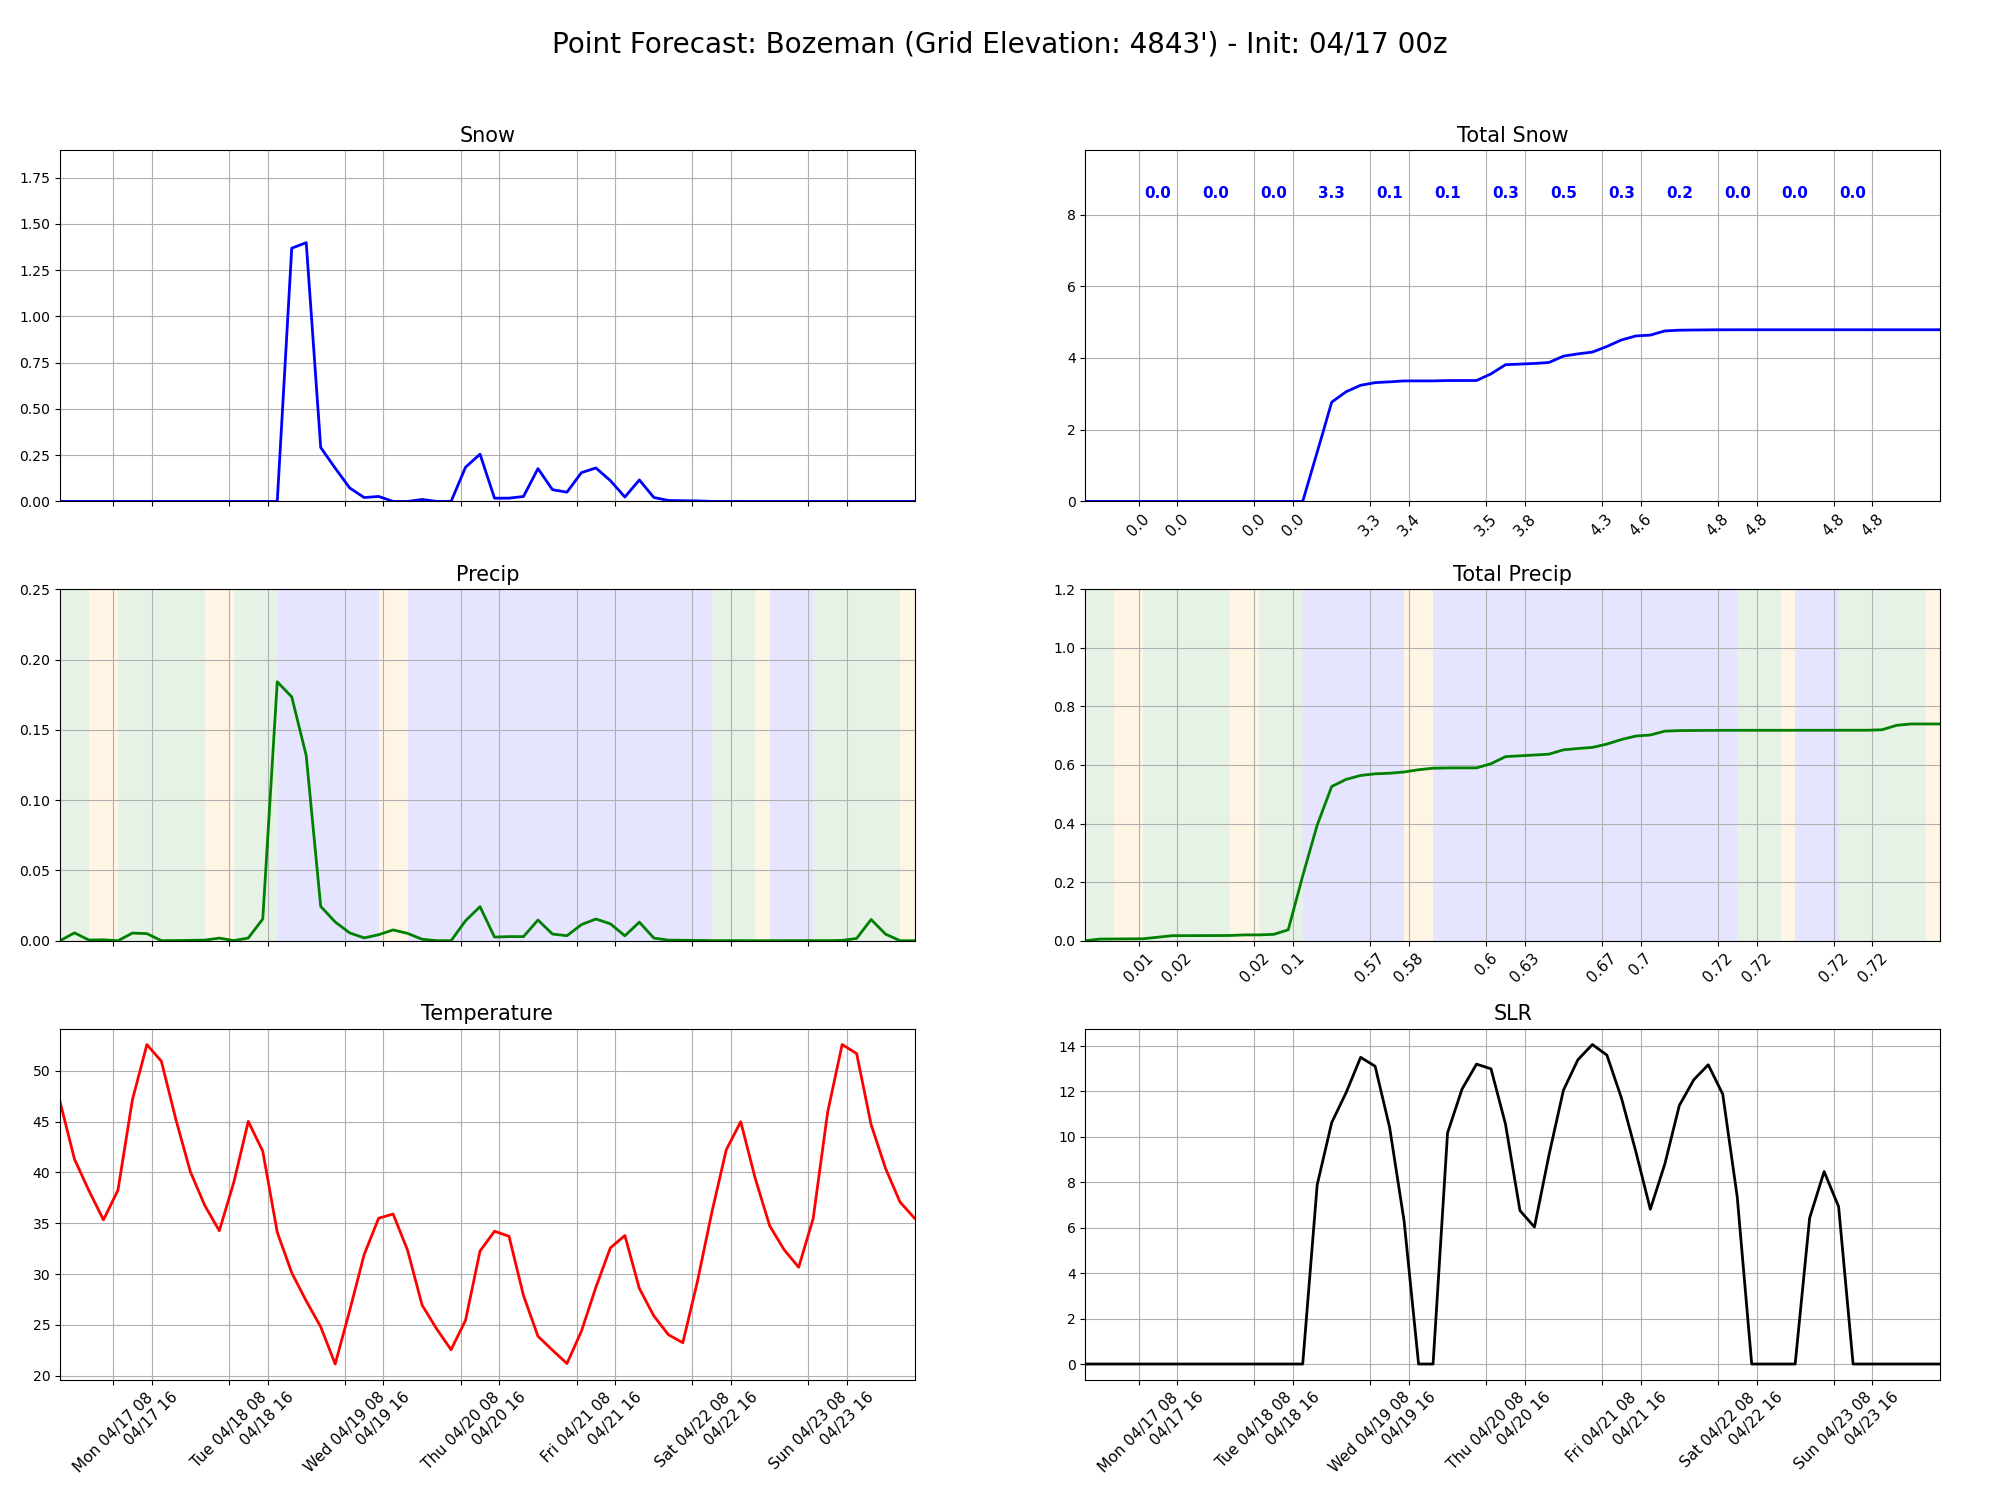 Point Forecast: Bozeman (Grid Elevation: 4843') - Init: 04/17 00z
Snow
1.75
1.50
1.25
1.00
0.75
0.50
0.25
0.00
Total Snow
0.0 0.0 0.0 3.3 0.1 0.1 0.3 0.5 0.3 0.2 0.0 0.0 0.0
8
6
4
2
0
0.0 0.0 0.0 0.0 3.3 3.4 3.5 3.8 4.3 4.6 4.8 4.8 4.8 4.8
Precip
0.25
0.20
0.15
0.10
0.05
0.00
Total Precip
1.2
1.0
0.8
0.6
0.4
0.2
0.0
0.01 0.02 0.02 0.1 0.57 0.58 0.6 0.63 0.67 0.7 0.72 0.72 0.72 0.72
Temperature
50
45
40
35
30
25
20
Mon 04/17 08
04/17 16
Tue 04/18 08
04/18 16
Wed 04/19 08
04/19 16
Thu 04/20 08
04/20 16
Fri 04/21 08
04/21 16
Sat 04/22 08
04/22 16
Sun 04/23 08
04/23 16
SLR
14
12
10
8
6
4
2
0
Mon 04/17 08
04/17 16
Tue 04/18 08
04/18 16
Wed 04/19 08
04/19 16
Thu 04/20 08
04/20 16
Fri 04/21 08
04/21 16
Sat 04/22 08
04/22 16
Sun 04/23 08
04/23 16